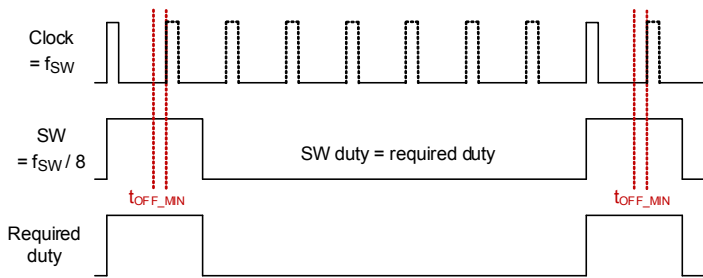 Clock
= fSW
SW
= fSW / 8
SW duty = required duty
tOFF_MIN
tOFF_MIN
Required
duty